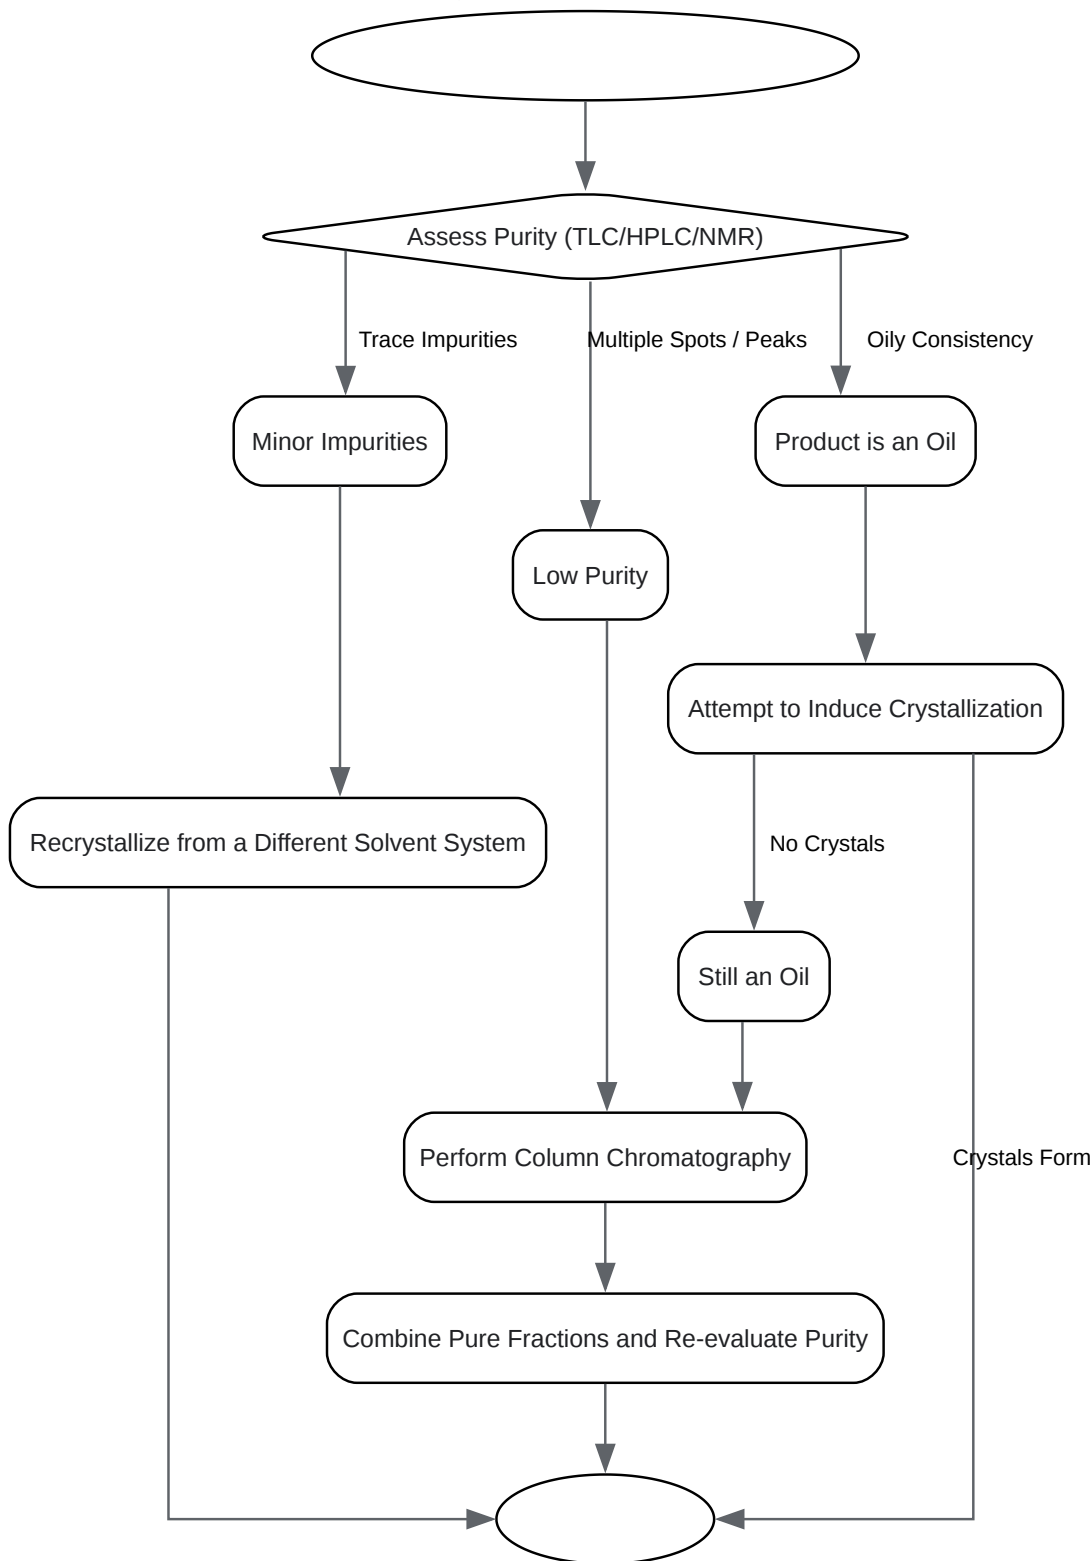 Assess Purity (TLC/HPLC/NMR)
Trace Impurities
Multiple Spots / Peaks
Oily Consistency
Minor Impurities
Product is an Oil
Low Purity
Attempt to Induce Crystallization
Recrystallize from a Different Solvent System
No Crystals
Still an Oil
Perform Column Chromatography
Crystals Form
Combine Pure Fractions and Re-evaluate Purity